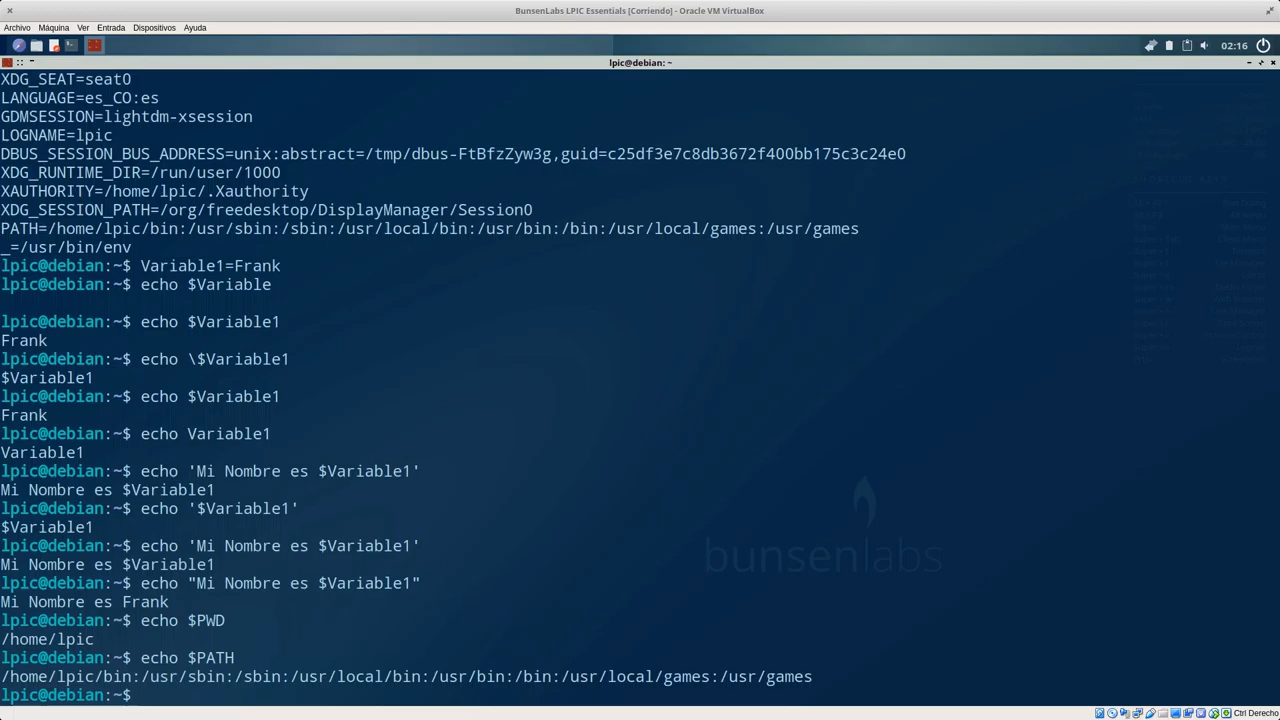 BunsenLabs LPIC Essentials [Corriendo] - Oracle VM VirtualBox
Archivo Máquina Ver Entrada Dispositivos Ayuda
02:16
lpic@debian: ~
XDG_SEAT=seat0
LANGUAGE=es_CO:es
GDMSESSION=lightdm-xsession
LOGNAME=lpic
DBUS_SESSION_BUS_ADDRESS=unix:abstract=/tmp/dbus-FtBfzZyw3g,guid=c25df3e7c8db3672f400bb175c3c24e0
XDG_RUNTIME_DIR=/run/user/1000
XAUTHORITY=/home/lpic/.Xauthority
XDG_SESSION_PATH=/org/freedesktop/DisplayManager/Session0
PATH=/home/lpic/bin:/usr/sbin:/sbin:/usr/local/bin:/usr/bin:/bin:/usr/local/games:/usr/games
_=/usr/bin/env
lpic@debian:~$ Variable1=Frank
lpic@debian:~$ echo $Variable
lpic@debian:~$ echo $Variable1
Frank
lpic@debian:~$ echo \$Variable1
$Variable1
lpic@debian:~$ echo $Variable1
Frank
lpic@debian:~$ echo Variable1
Variable1
lpic@debian:~$ echo 'Mi Nombre es $Variable1'
Mi Nombre es $Variable1
lpic@debian:~$ echo '$Variable1'
$Variable1
lpic@debian:~$ echo 'Mi Nombre es $Variable1'
Mi Nombre es $Variable1
lpic@debian:~$ echo "Mi Nombre es $Variable1"
Mi Nombre es Frank
lpic@debian:~$ echo $PWD
/home/lpic
lpic@debian:~$ echo $PATH
/home/lpic/bin:/usr/sbin:/sbin:/usr/local/bin:/usr/bin:/bin:/usr/local/games:/usr/games
lpic@debian:~$
bunsenlabs
Ctrl Derecho